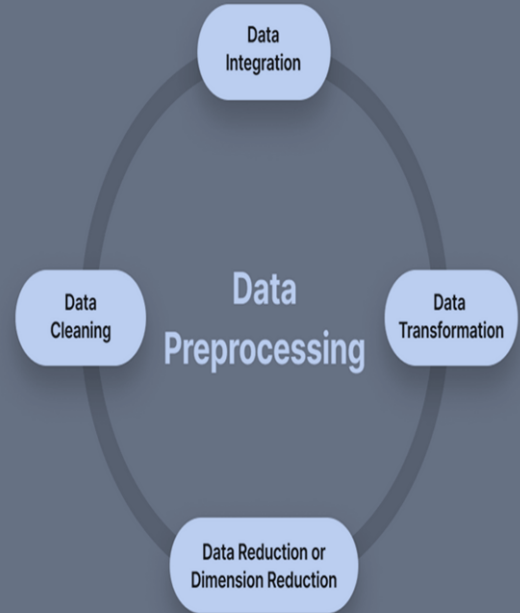 Data
Integration
Data
Cleaning
Data
Preprocessing
Data
Transformation
Data Reduction or
Dimension Reduction